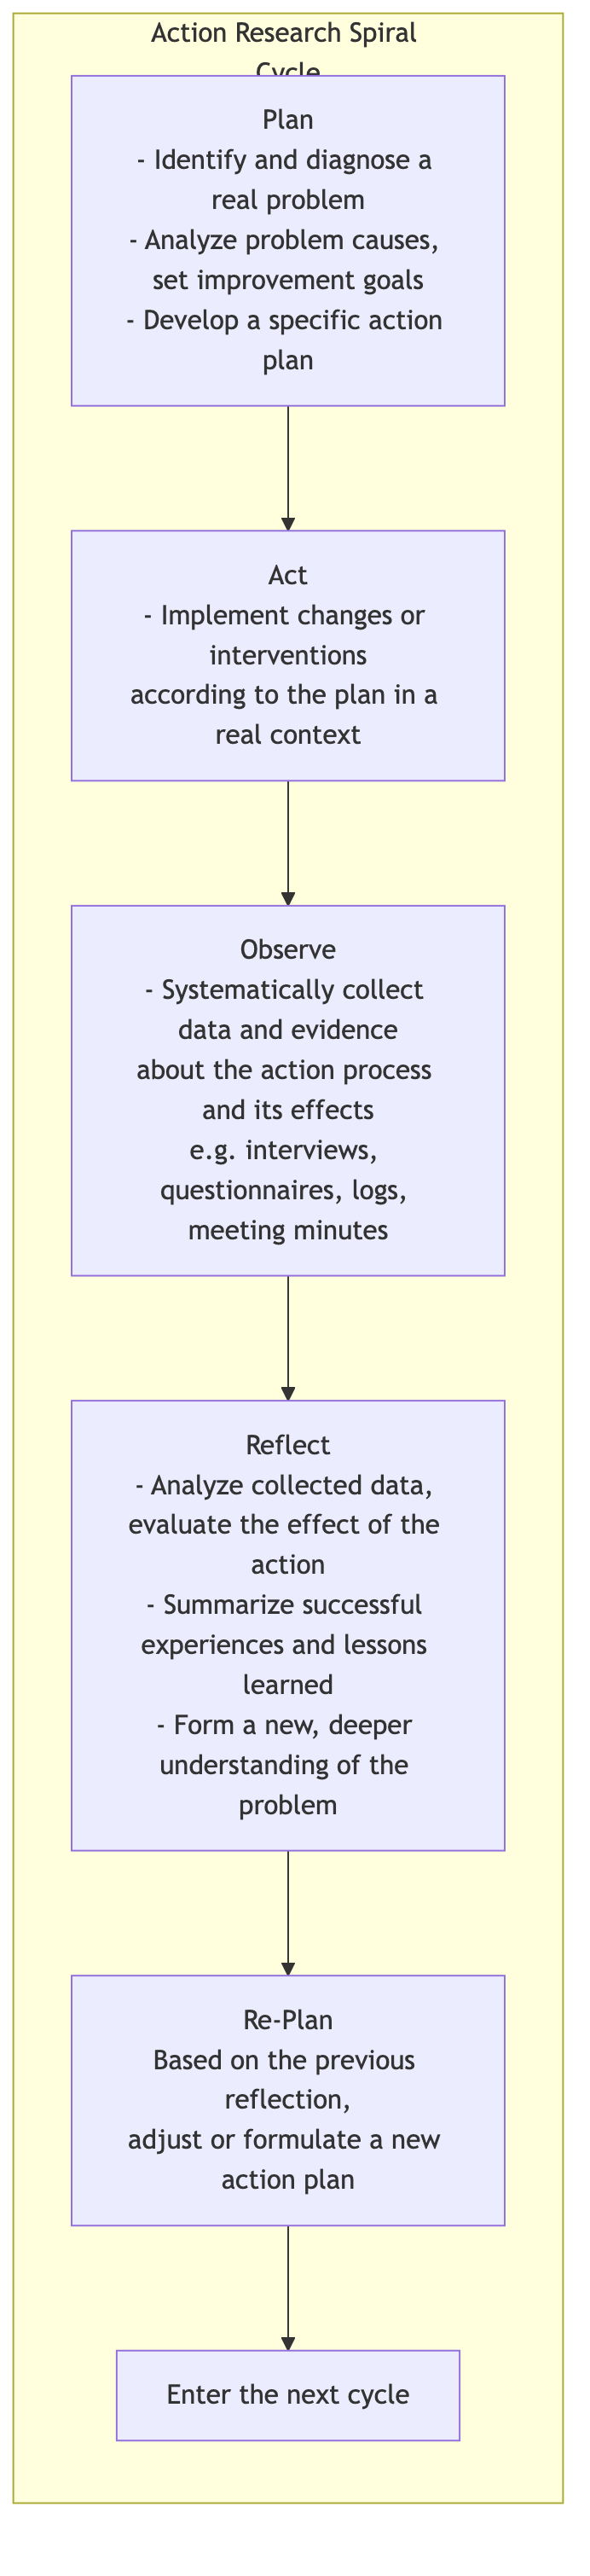 Action Research Spiral
Cycle
Plan
- Identify and diagnose a
real problem
- Analyze problem causes,
set improvement goals
- Develop a specific action
plan
Act
- Implement changes or
interventions
according to the plan in a
real context
Observe
- Systematically collect
data and evidence
about the action process
and its effects
e.g. interviews,
questionnaires, logs,
meeting minutes
Reflect
- Analyze collected data,
evaluate the effect of the
action
- Summarize successful
experiences and lessons
learned
- Form a new, deeper
understanding of the
problem
Re-Plan
Based on the previous
reflection,
adjust or formulate a new
action plan
Enter the next cycle